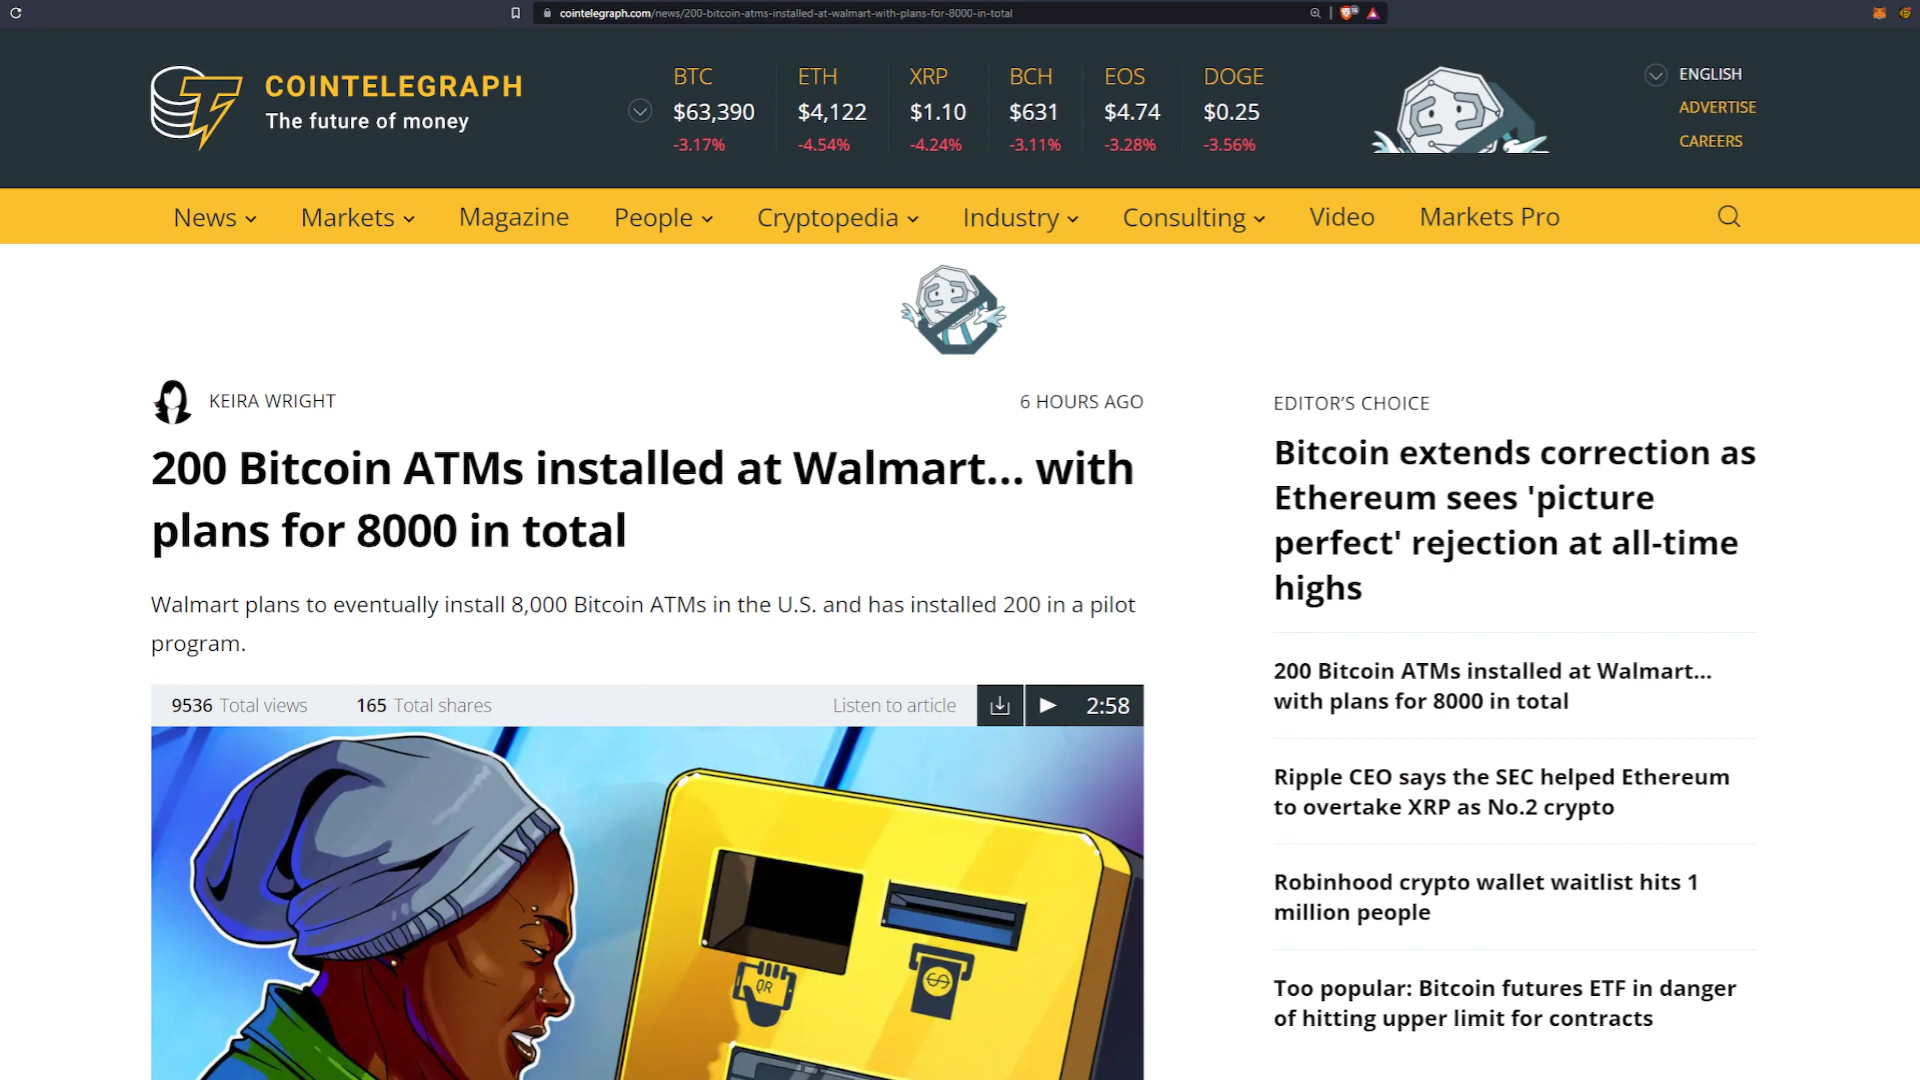 cointelegraph.com/news/200-bitcoin-atms-installed-at-walmart-with-plans-for-8000-in-total
COINTELEGRAPH
The future of money
BTC ETH XRP BCH EOS DOGE
$63,390 $4,122 $1.10 $631 $4.74 $0.25
-3.17% -4.54% -4.24% -3.11% -3.28% -3.56%
ENGLISH
ADVERTISE
CAREERS
News Markets Magazine People Cryptopedia Industry Consulting Video Markets Pro
KEIRA WRIGHT
6 HOURS AGO
200 Bitcoin ATMs installed at Walmart... with
plans for 8000 in total
Walmart plans to eventually install 8,000 Bitcoin ATMs in the U.S. and has installed 200 in a pilot
program.
9536 Total views 165 Total shares Listen to article 2:58
QR
EDITOR'S CHOICE
Bitcoin extends correction as
Ethereum sees 'picture
perfect' rejection at all-time
highs
200 Bitcoin ATMs installed at Walmart...
with plans for 8000 in total
Ripple CEO says the SEC helped Ethereum
to overtake XRP as No.2 crypto
Robinhood crypto wallet waitlist hits 1
million people
Too popular: Bitcoin futures ETF in danger
of hitting upper limit for contracts